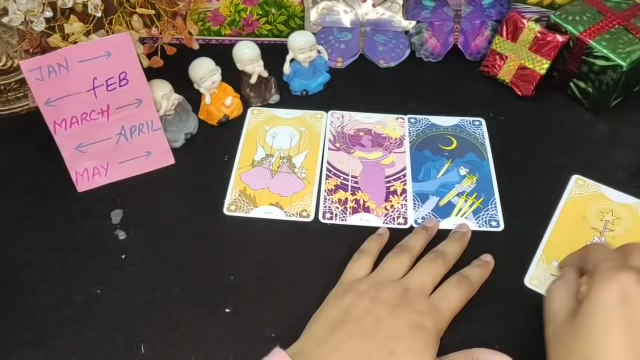 JAN →
← fEB
MARCH →
← APRIL
MAY →